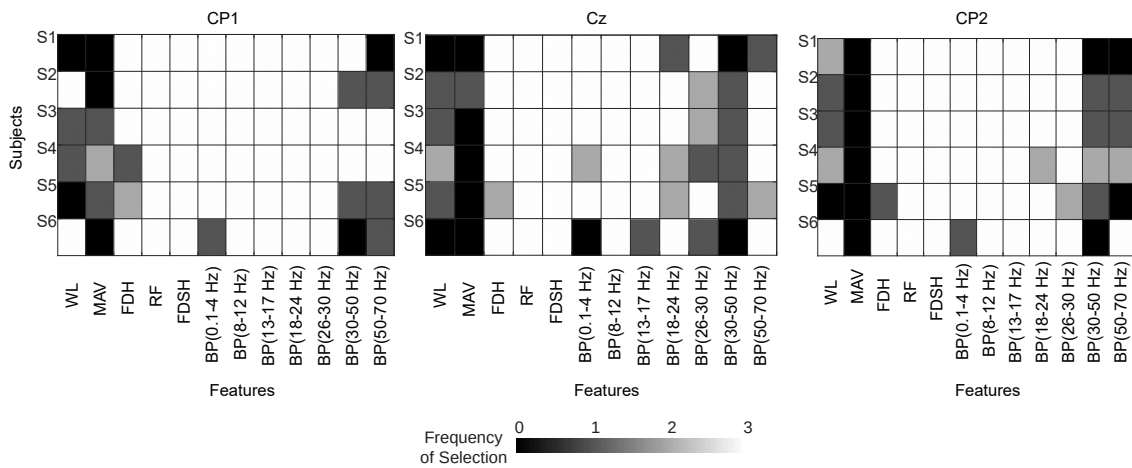 CP1
Cz
CP2
Subjects
S1
S2
S3
S4
S5
S6
S1
S2
S3
S4
S5
S6
S1
S2
S3
S4
S5
S6
WL
MAV
FDH
RF
FDSH
BP(0.1-4 Hz)
BP(8-12 Hz)
BP(13-17 Hz)
BP(18-24 Hz)
BP(26-30 Hz)
BP(30-50 Hz)
BP(50-70 Hz)
WL
MAV
FDH
RF
FDSH
BP(0.1-4 Hz)
BP(8-12 Hz)
BP(13-17 Hz)
BP(18-24 Hz)
BP(26-30 Hz)
BP(30-50 Hz)
BP(50-70 Hz)
WL
MAV
FDH
RF
FDSH
BP(0.1-4 Hz)
BP(8-12 Hz)
BP(13-17 Hz)
BP(18-24 Hz)
BP(26-30 Hz)
BP(30-50 Hz)
BP(50-70 Hz)
Features
Features
Features
Frequency
of Selection
0 1 2 3